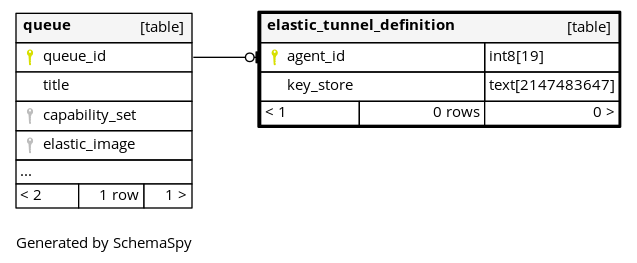 queue [table]
queue_id
title
capability_set
elastic_image
...
< 2 1 row 1 >
elastic_tunnel_definition [table]
agent_id int8[19]
key_store text[2147483647]
< 1 0 rows 0 >
Generated by SchemaSpy